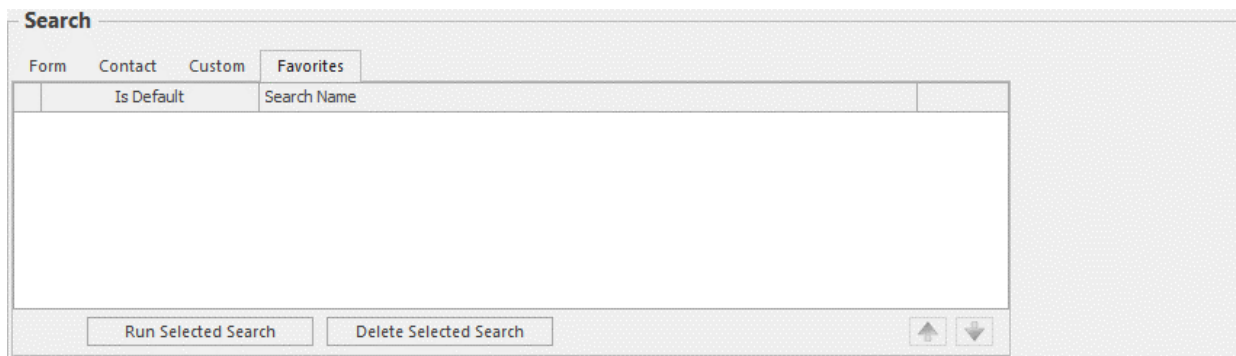 Search
Form Contact Custom Favorites
Is Default Search Name
Run Selected Search Delete Selected Search